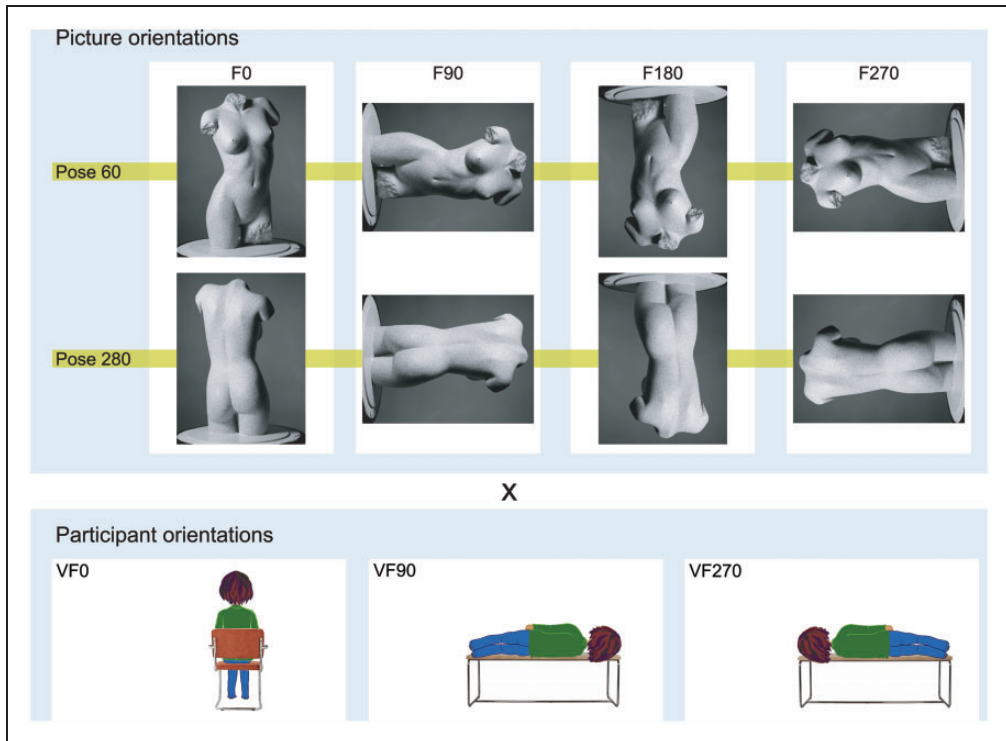 Picture orientations
F0 F90 F180 F270
Pose 60
Pose 280
X
Participant orientations
VF0 VF90 VF270